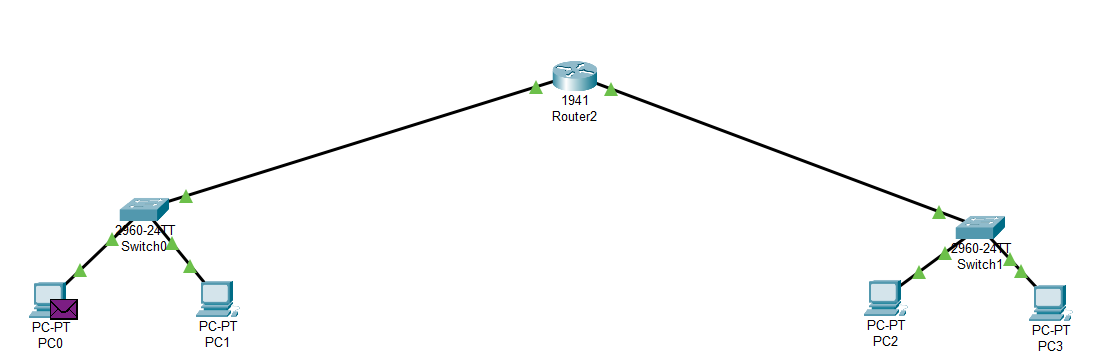 1941
Router2
2960-24TT
Switch0
2960-24TT
Switch1
PC-PT
PC0
PC-PT
PC1
PC-PT
PC2
PC-PT
PC3